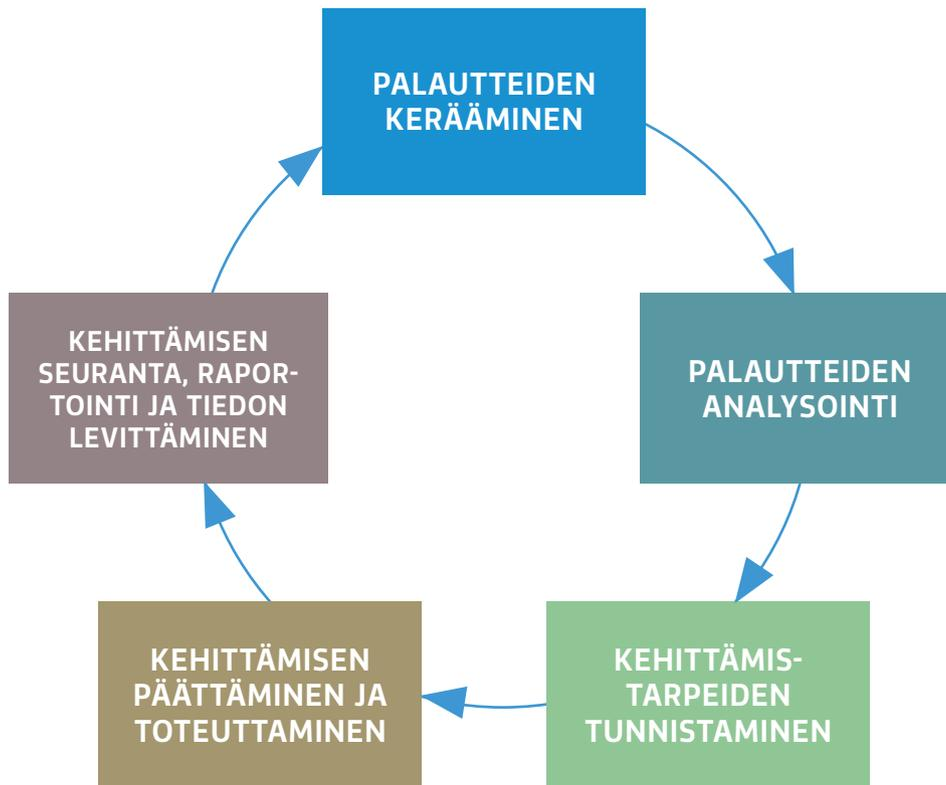 PALAUTTEIDEN
KERÄÄMINEN
PALAUTTEIDEN
ANALYSOINTI
KEHITTÄMIS-
TARPEIDEN
TUNNISTAMINEN
KEHITTÄMISEN
PÄÄTTÄMINEN JA
TOTEUTTAMINEN
KEHITTÄMISEN
SEURANTA, RAPOR-
TOINTI JA TIEDON
LEVITTÄMINEN